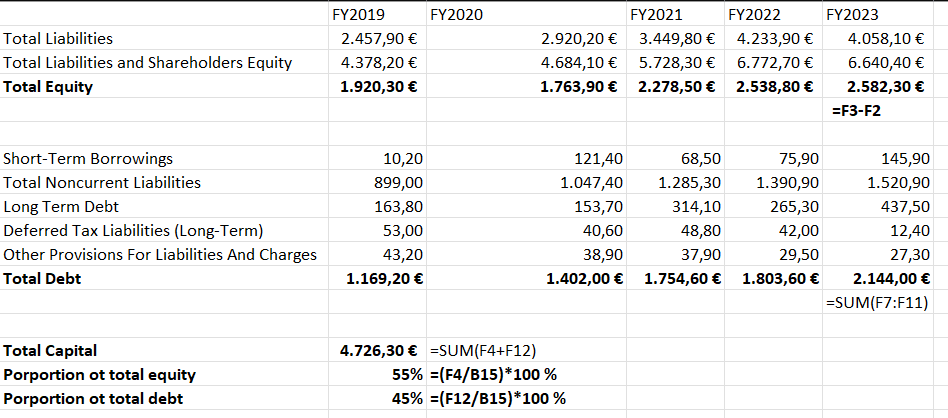 FY2019 FY2020 FY2021 FY2022 FY2023
Total Liabilities 2.457,90 € 2.920,20 € 3.449,80 € 4.233,90 € 4.058,10 €
Total Liabilities and Shareholders Equity 4.378,20 € 4.684,10 € 5.728,30 € 6.772,70 € 6.640,40 €
Total Equity 1.920,30 € 1.763,90 € 2.278,50 € 2.538,80 € 2.582,30 €
=F3-F2
Short-Term Borrowings 10,20 121,40 68,50 75,90 145,90
Total Noncurrent Liabilities 899,00 1.047,40 1.285,30 1.390,90 1.520,90
Long Term Debt 163,80 153,70 314,10 265,30 437,50
Deferred Tax Liabilities (Long-Term) 53,00 40,60 48,80 42,00 12,40
Other Provisions For Liabilities And Charges 43,20 38,90 37,90 29,50 27,30
Total Debt 1.169,20 € 1.402,00 € 1.754,60 € 1.803,60 € 2.144,00 €
=SUM(F7:F11)
Total Capital 4.726,30 € =SUM(F4+F12)
Porportion ot total equity 55% =(F4/B15)*100 %
Porportion ot total debt 45% =(F12/B15)*100 %